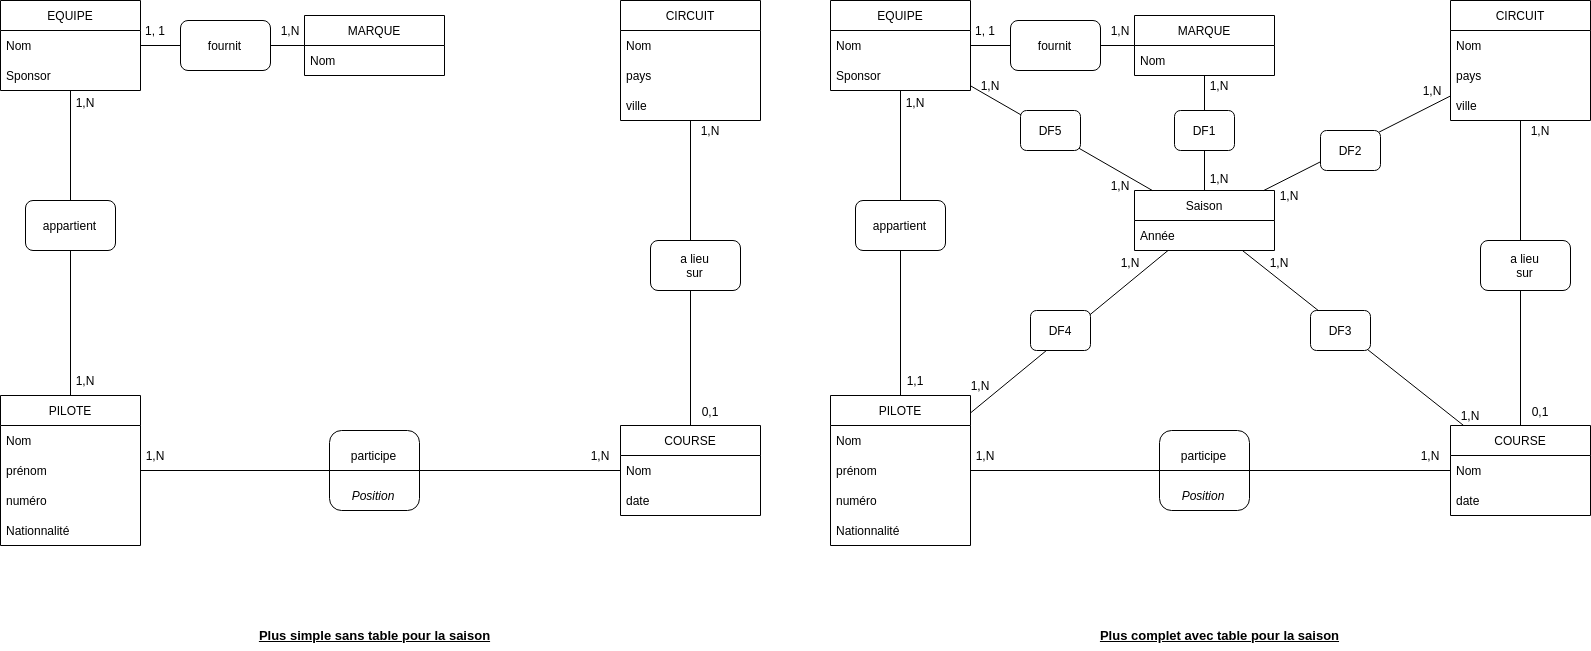 EQUIPE
Nom
Sponsor
1, 1
fournit
1,N
MARQUE
Nom
CIRCUIT
Nom
pays
ville
1,N
1,N
appartient
a lieu
sur
1,N
0,1
PILOTE
Nom
prénom
numéro
Nationnalité
1,N
participe
Position
1,N
COURSE
Nom
date
Plus simple sans table pour la saison
EQUIPE
Nom
Sponsor
1, 1
fournit
1,N
MARQUE
Nom
CIRCUIT
Nom
pays
ville
1,N
1,N
1,N
1,N
1,N
DF5
DF1
DF2
1,N
1,N
1,N
Saison
Année
appartient
a lieu
sur
1,N
1,N
DF4
DF3
1,1
1,N
1,N
0,1
PILOTE
Nom
prénom
numéro
Nationnalité
1,N
participe
Position
1,N
COURSE
Nom
date
Plus complet avec table pour la saison